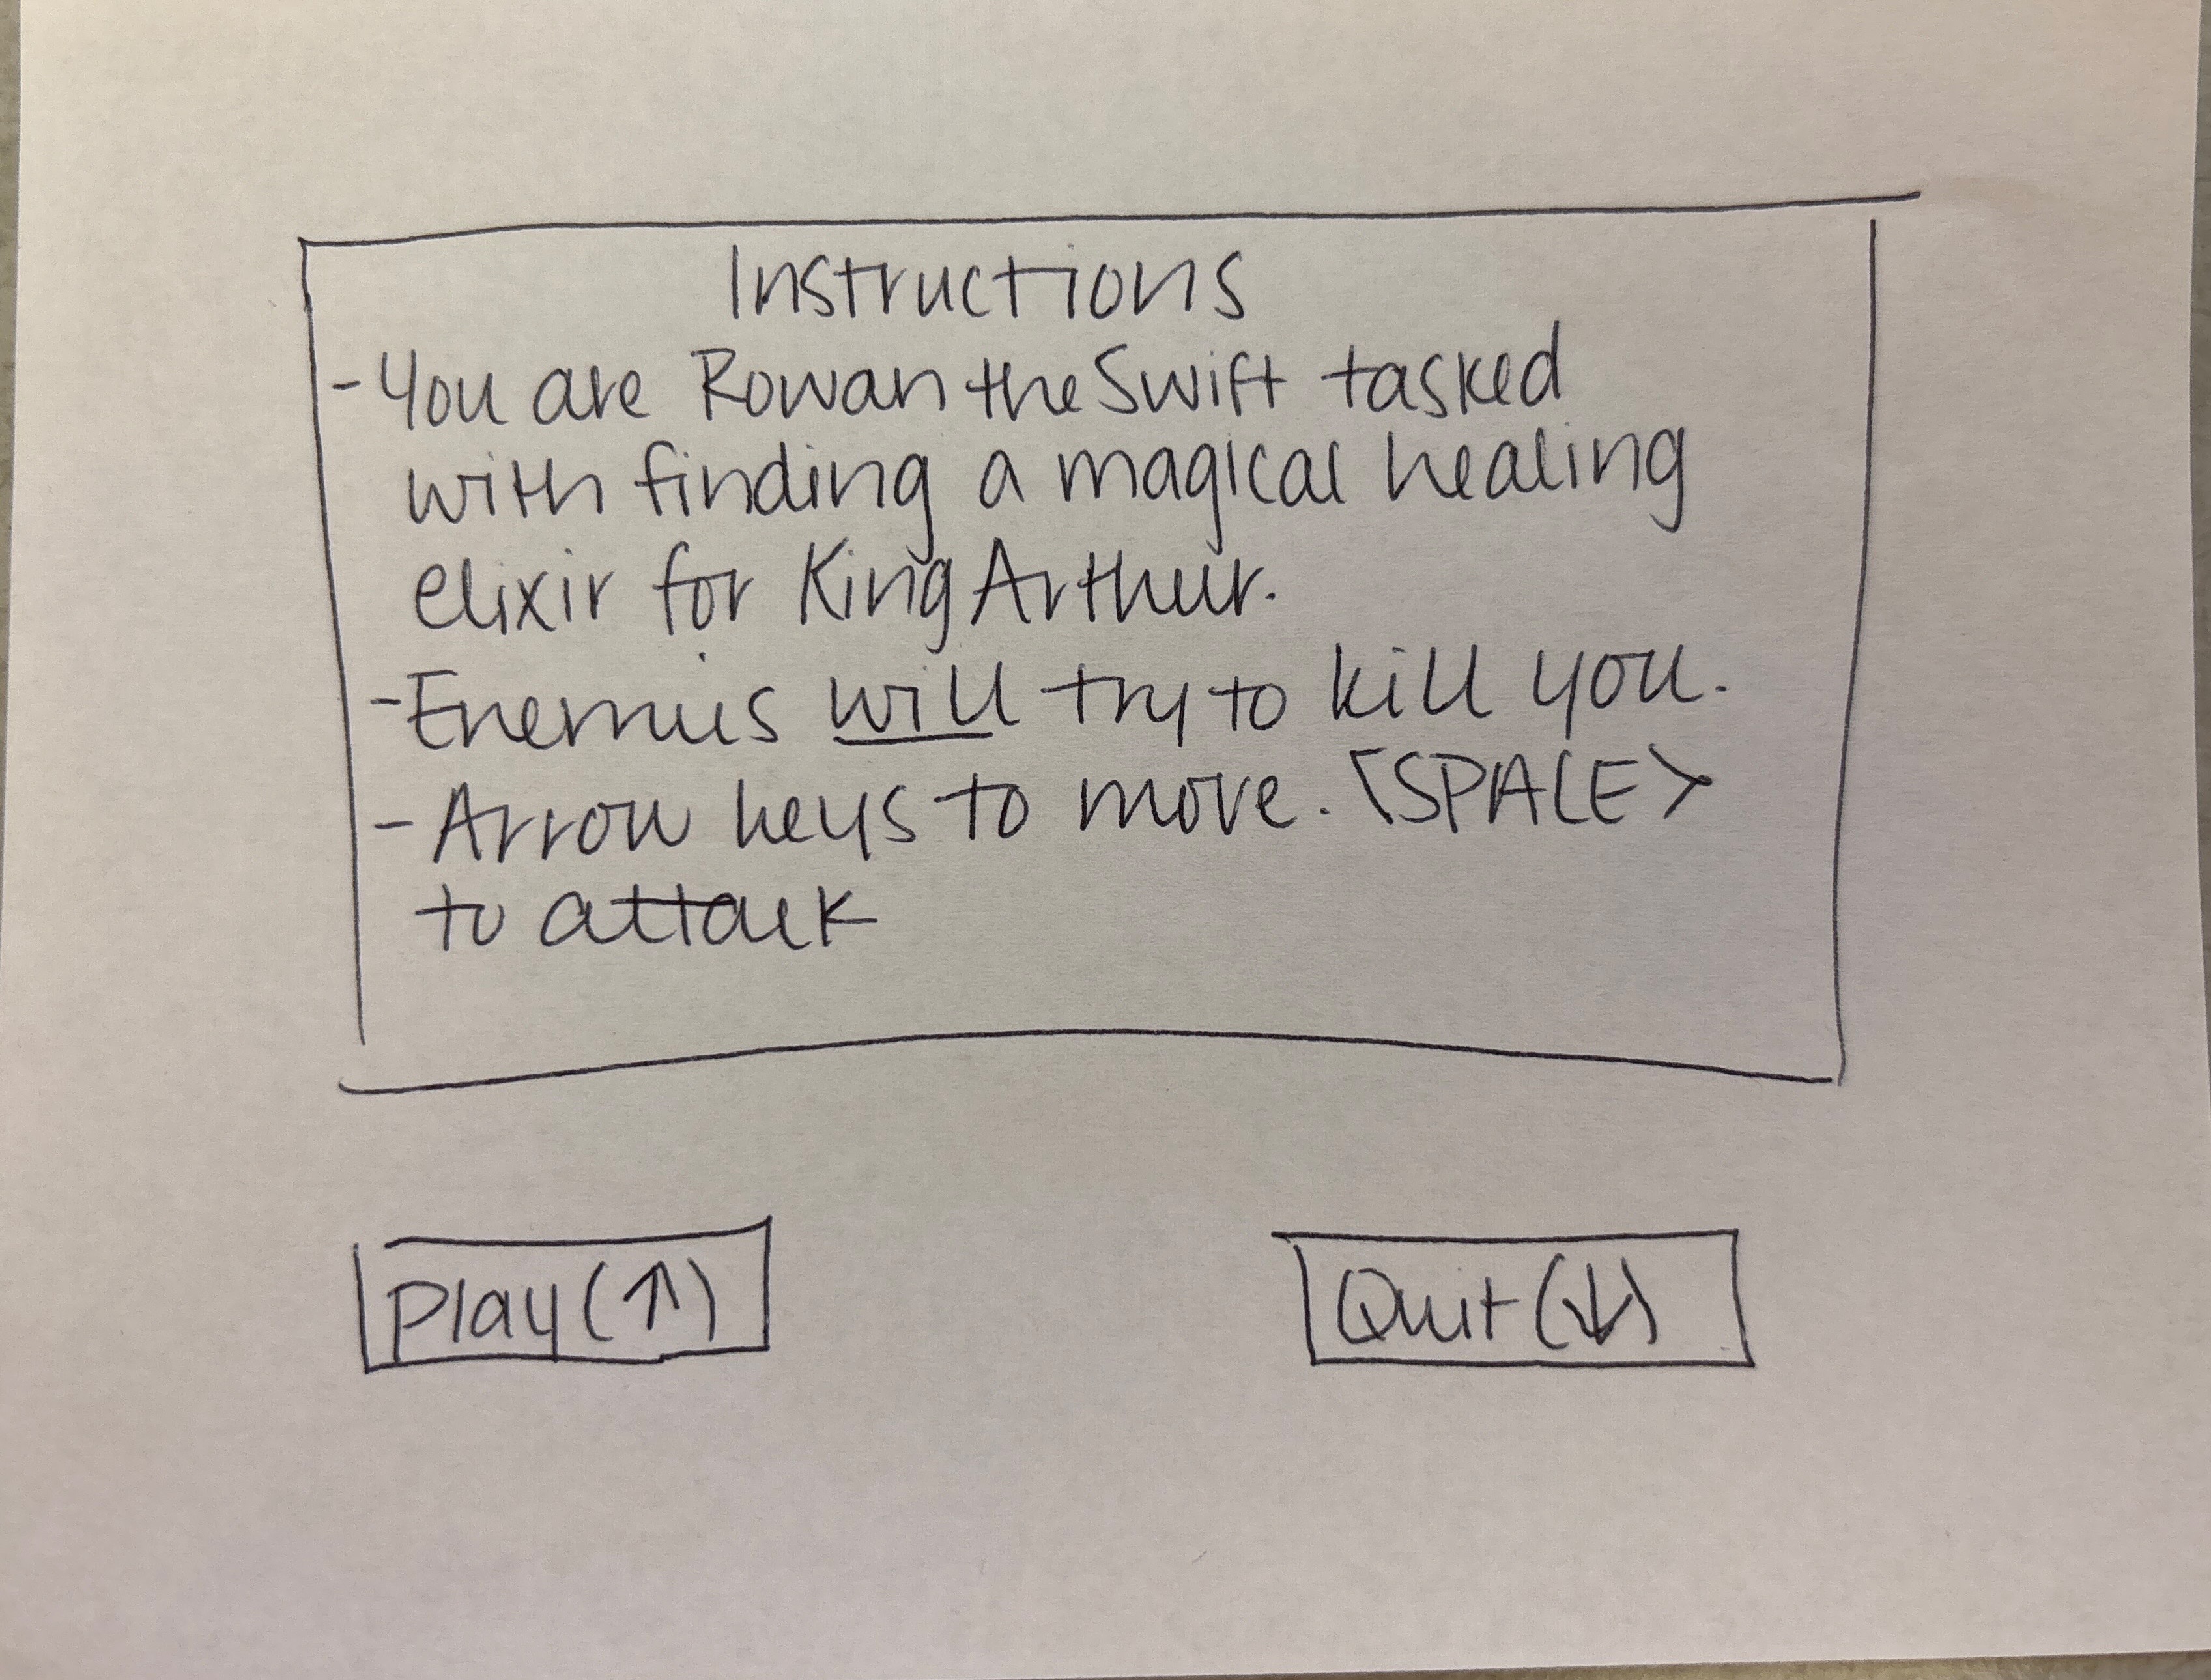 Instructions
- You are Rowan the Swift tasked
with finding a magical healing
elixir for King Arthur.
- Enemies will try to kill you.
- Arrow keys to move. <SPACE>
to attack
Play (↑)
Quit (↓)